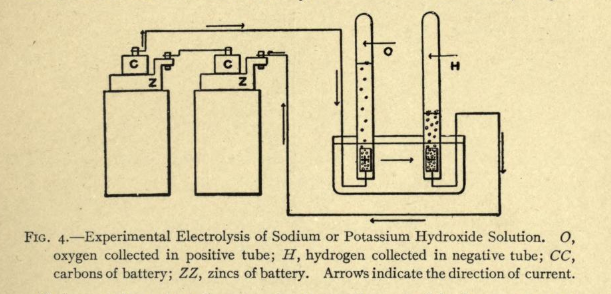 O
H
C
C
Z
Z
FIG. 4.—Experimental Electrolysis of Sodium or Potassium Hydroxide Solution. O,
oxygen collected in positive tube; H, hydrogen collected in negative tube; CC,
carbons of battery; ZZ, zincs of battery. Arrows indicate the direction of current.